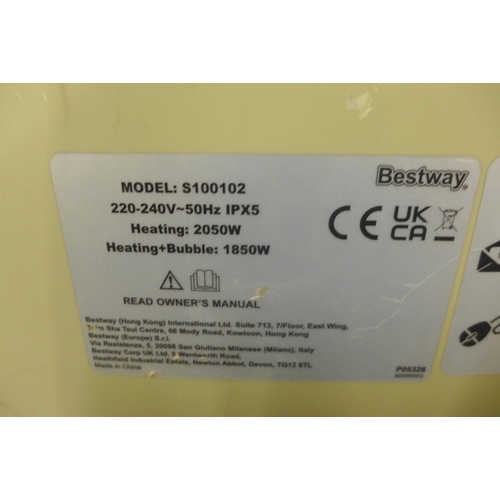 Bestway
MODEL: S100102
220-240V~50Hz IPX5
Heating: 2050W
Heating+Bubble: 1850W
CE UK CA
READ OWNER'S MANUAL
Bestway (Hong Kong) International Ltd. Suite 713, 7/Floor, East Wing,
Sha Tsui Centre, 66 Mody Road, Kowloon, Hong Kong
Bestway (Europe) S.r.l.
Via Resistenza, 5, 20098 San Giuliano Milanese (Milano), Italy
Bestway Corp UK Ltd. 8 Wentworth Road,
Heathfield Industrial Estate, Newton Abbot, Devon, TQ12 6TL
Made in China
P05328